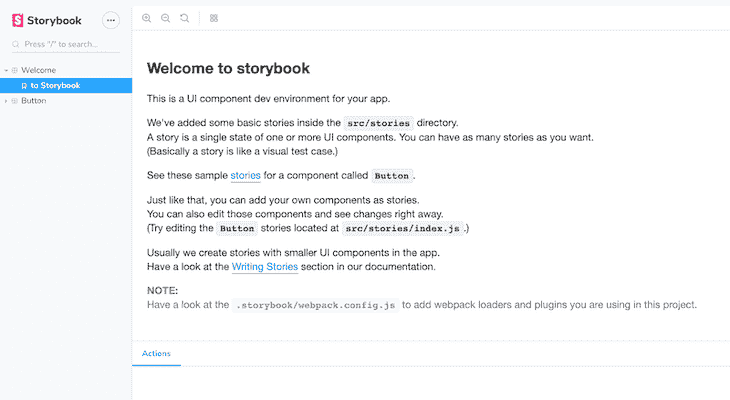 Storybook
Press "/" to search...
Welcome
to Storybook
Button
Welcome to storybook
This is a UI component dev environment for your app.
We've added some basic stories inside the src/stories directory.
A story is a single state of one or more UI components. You can have as many stories as you want.
(Basically a story is like a visual test case.)
See these sample stories for a component called Button.
Just like that, you can add your own components as stories.
You can also edit those components and see changes right away.
(Try editing the Button stories located at src/stories/index.js.)
Usually we create stories with smaller UI components in the app.
Have a look at the Writing Stories section in our documentation.
NOTE:
Have a look at the .storybook/webpack.config.js to add webpack loaders and plugins you are using in this project.
Actions